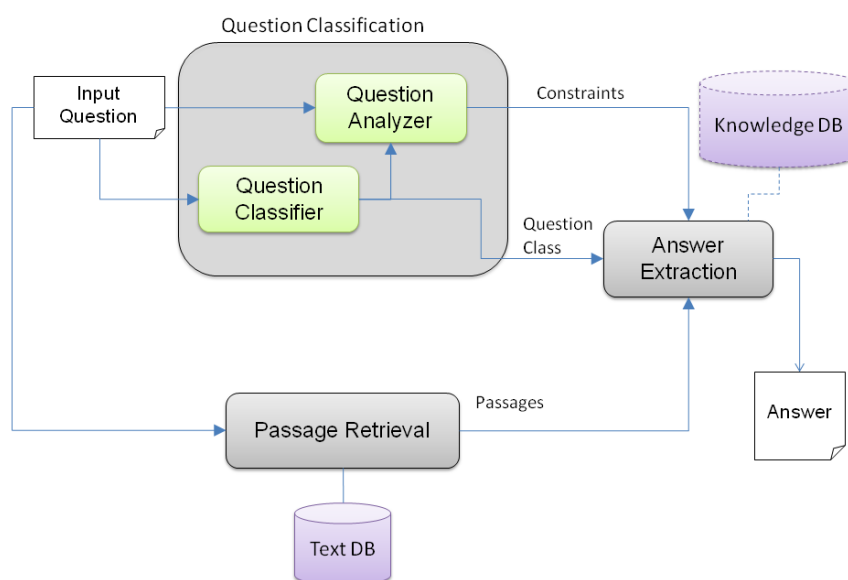 Question Classification
Input
Question
Question
Analyzer
Constraints
Knowledge DB
Question
Classifier
Question
Class
Answer
Extraction
Passage Retrieval
Passages
Answer
Text DB